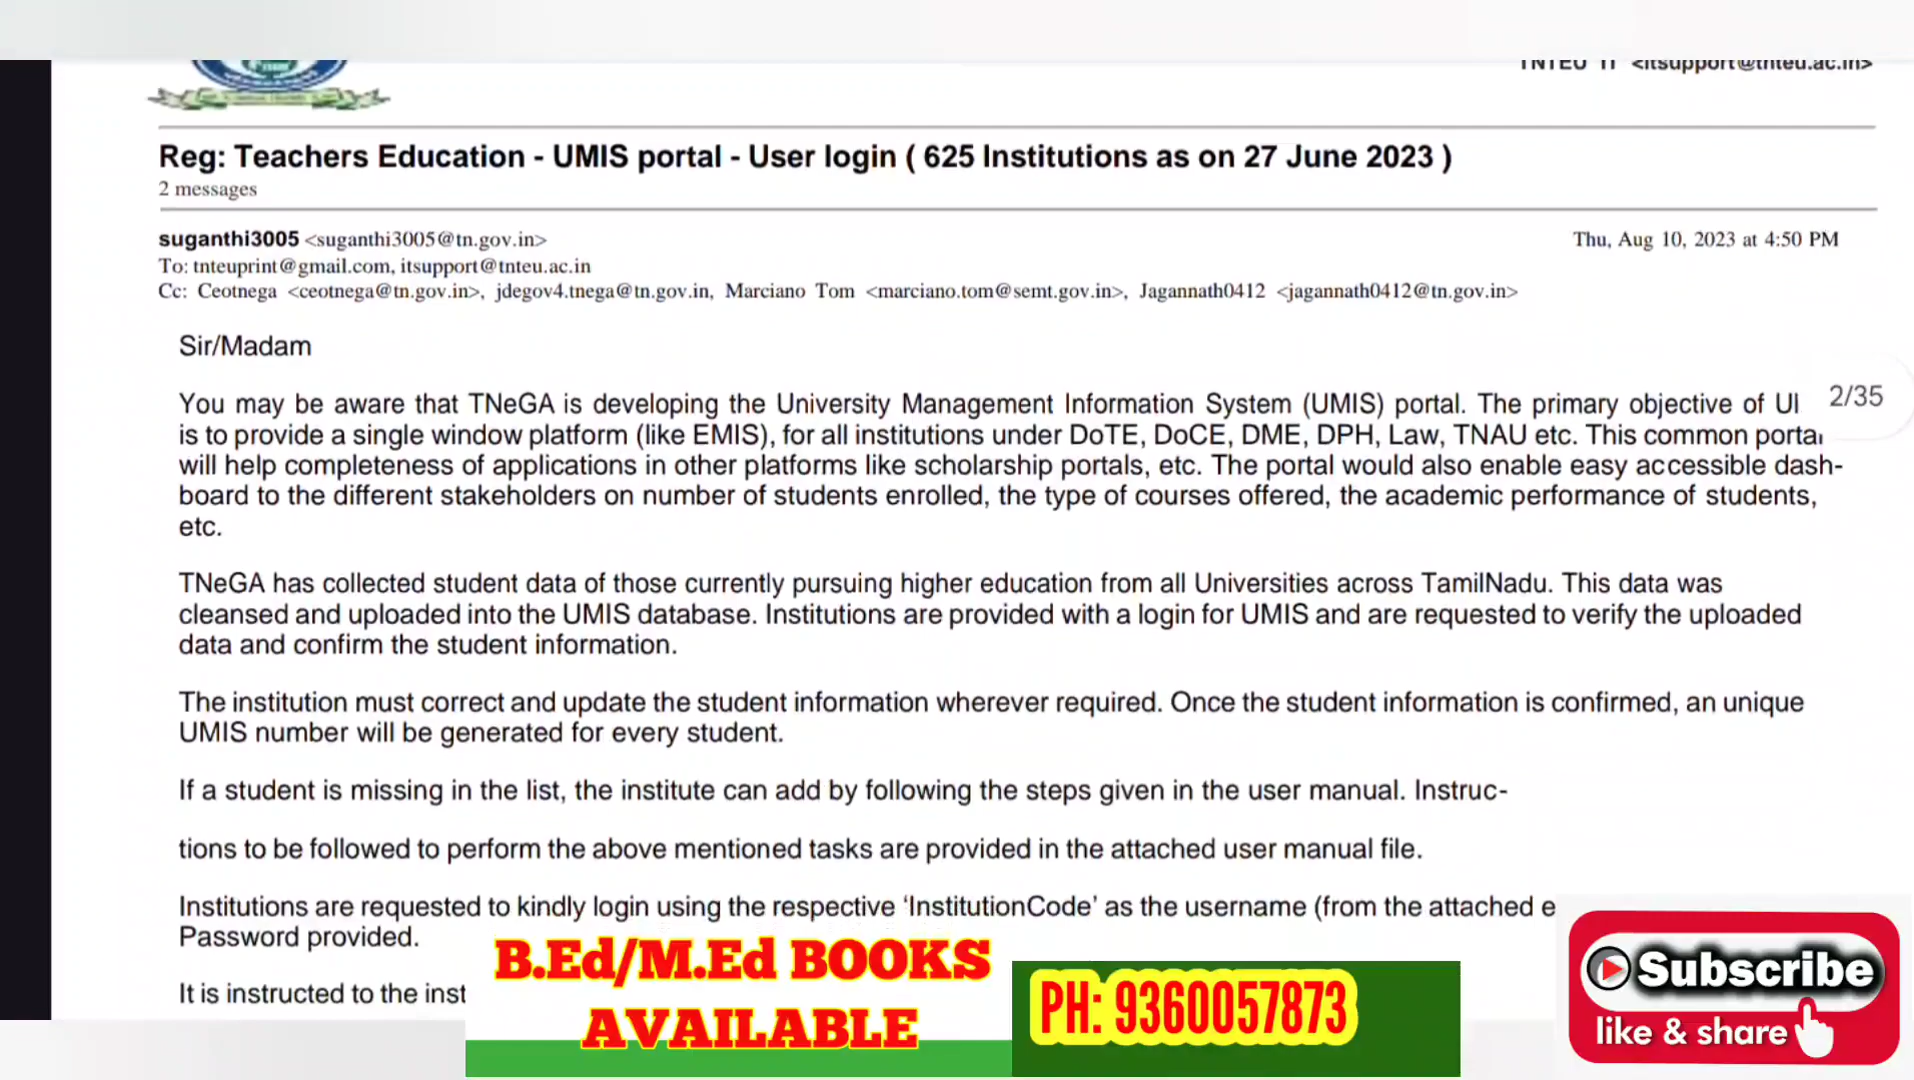 TNTEU IT <itsupport@tnteu.ac.in>
Reg: Teachers Education - UMIS portal - User login ( 625 Institutions as on 27 June 2023 )
2 messages
suganthi3005 <suganthi3005@tn.gov.in>
Thu, Aug 10, 2023 at 4:50 PM
To: tnteuprint@gmail.com, itsupport@tnteu.ac.in
Cc: Ceotnega <ceotnega@tn.gov.in>, jdegov4.tnega@tn.gov.in, Marciano Tom <marciano.tom@semt.gov.in>, Jagannath0412 <jagannath0412@tn.gov.in>
Sir/Madam
You may be aware that TNeGA is developing the University Management Information System (UMIS) portal. The primary objective of UI
2/35
is to provide a single window platform (like EMIS), for all institutions under DoTE, DoCE, DME, DPH, Law, TNAU etc. This common portal
will help completeness of applications in other platforms like scholarship portals, etc. The portal would also enable easy accessible dash-
board to the different stakeholders on number of students enrolled, the type of courses offered, the academic performance of students,
etc.
TNeGA has collected student data of those currently pursuing higher education from all Universities across TamilNadu. This data was
cleansed and uploaded into the UMIS database. Institutions are provided with a login for UMIS and are requested to verify the uploaded
data and confirm the student information.
The institution must correct and update the student information wherever required. Once the student information is confirmed, an unique
UMIS number will be generated for every student.
If a student is missing in the list, the institute can add by following the steps given in the user manual. Instruc-
tions to be followed to perform the above mentioned tasks are provided in the attached user manual file.
Institutions are requested to kindly login using the respective ‘InstitutionCode’ as the username (from the attached e
Password provided.
It is instructed to the inst
B.Ed/M.Ed BOOKS
AVAILABLE
PH: 9360057873
Subscribe
like & share